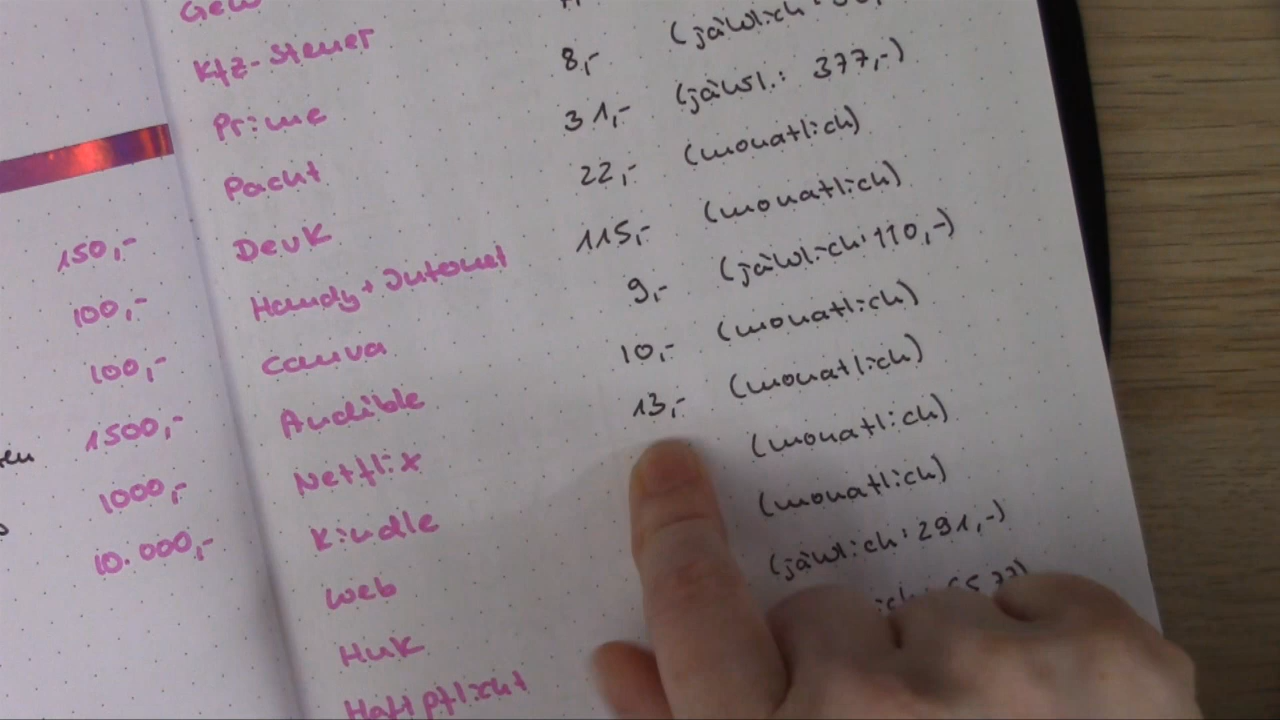 150,-
100,-
100,-
1500,-
1000,-
10.000,-
Kfz-Steuer
Prime 8,- (jährlich:
Pacht 31,- (jährl.: 377,-)
Devk 22,- (monatlich)
Handy + Internet 115,- (monatlich)
Canva 9,- (jährlich: 110,-)
Audible 10,- (monatlich)
Netflix 13,- (monatlich)
Kindle (monatlich)
Web (monatlich)
Huk (jährlich: 291,-)
Haftpflicht